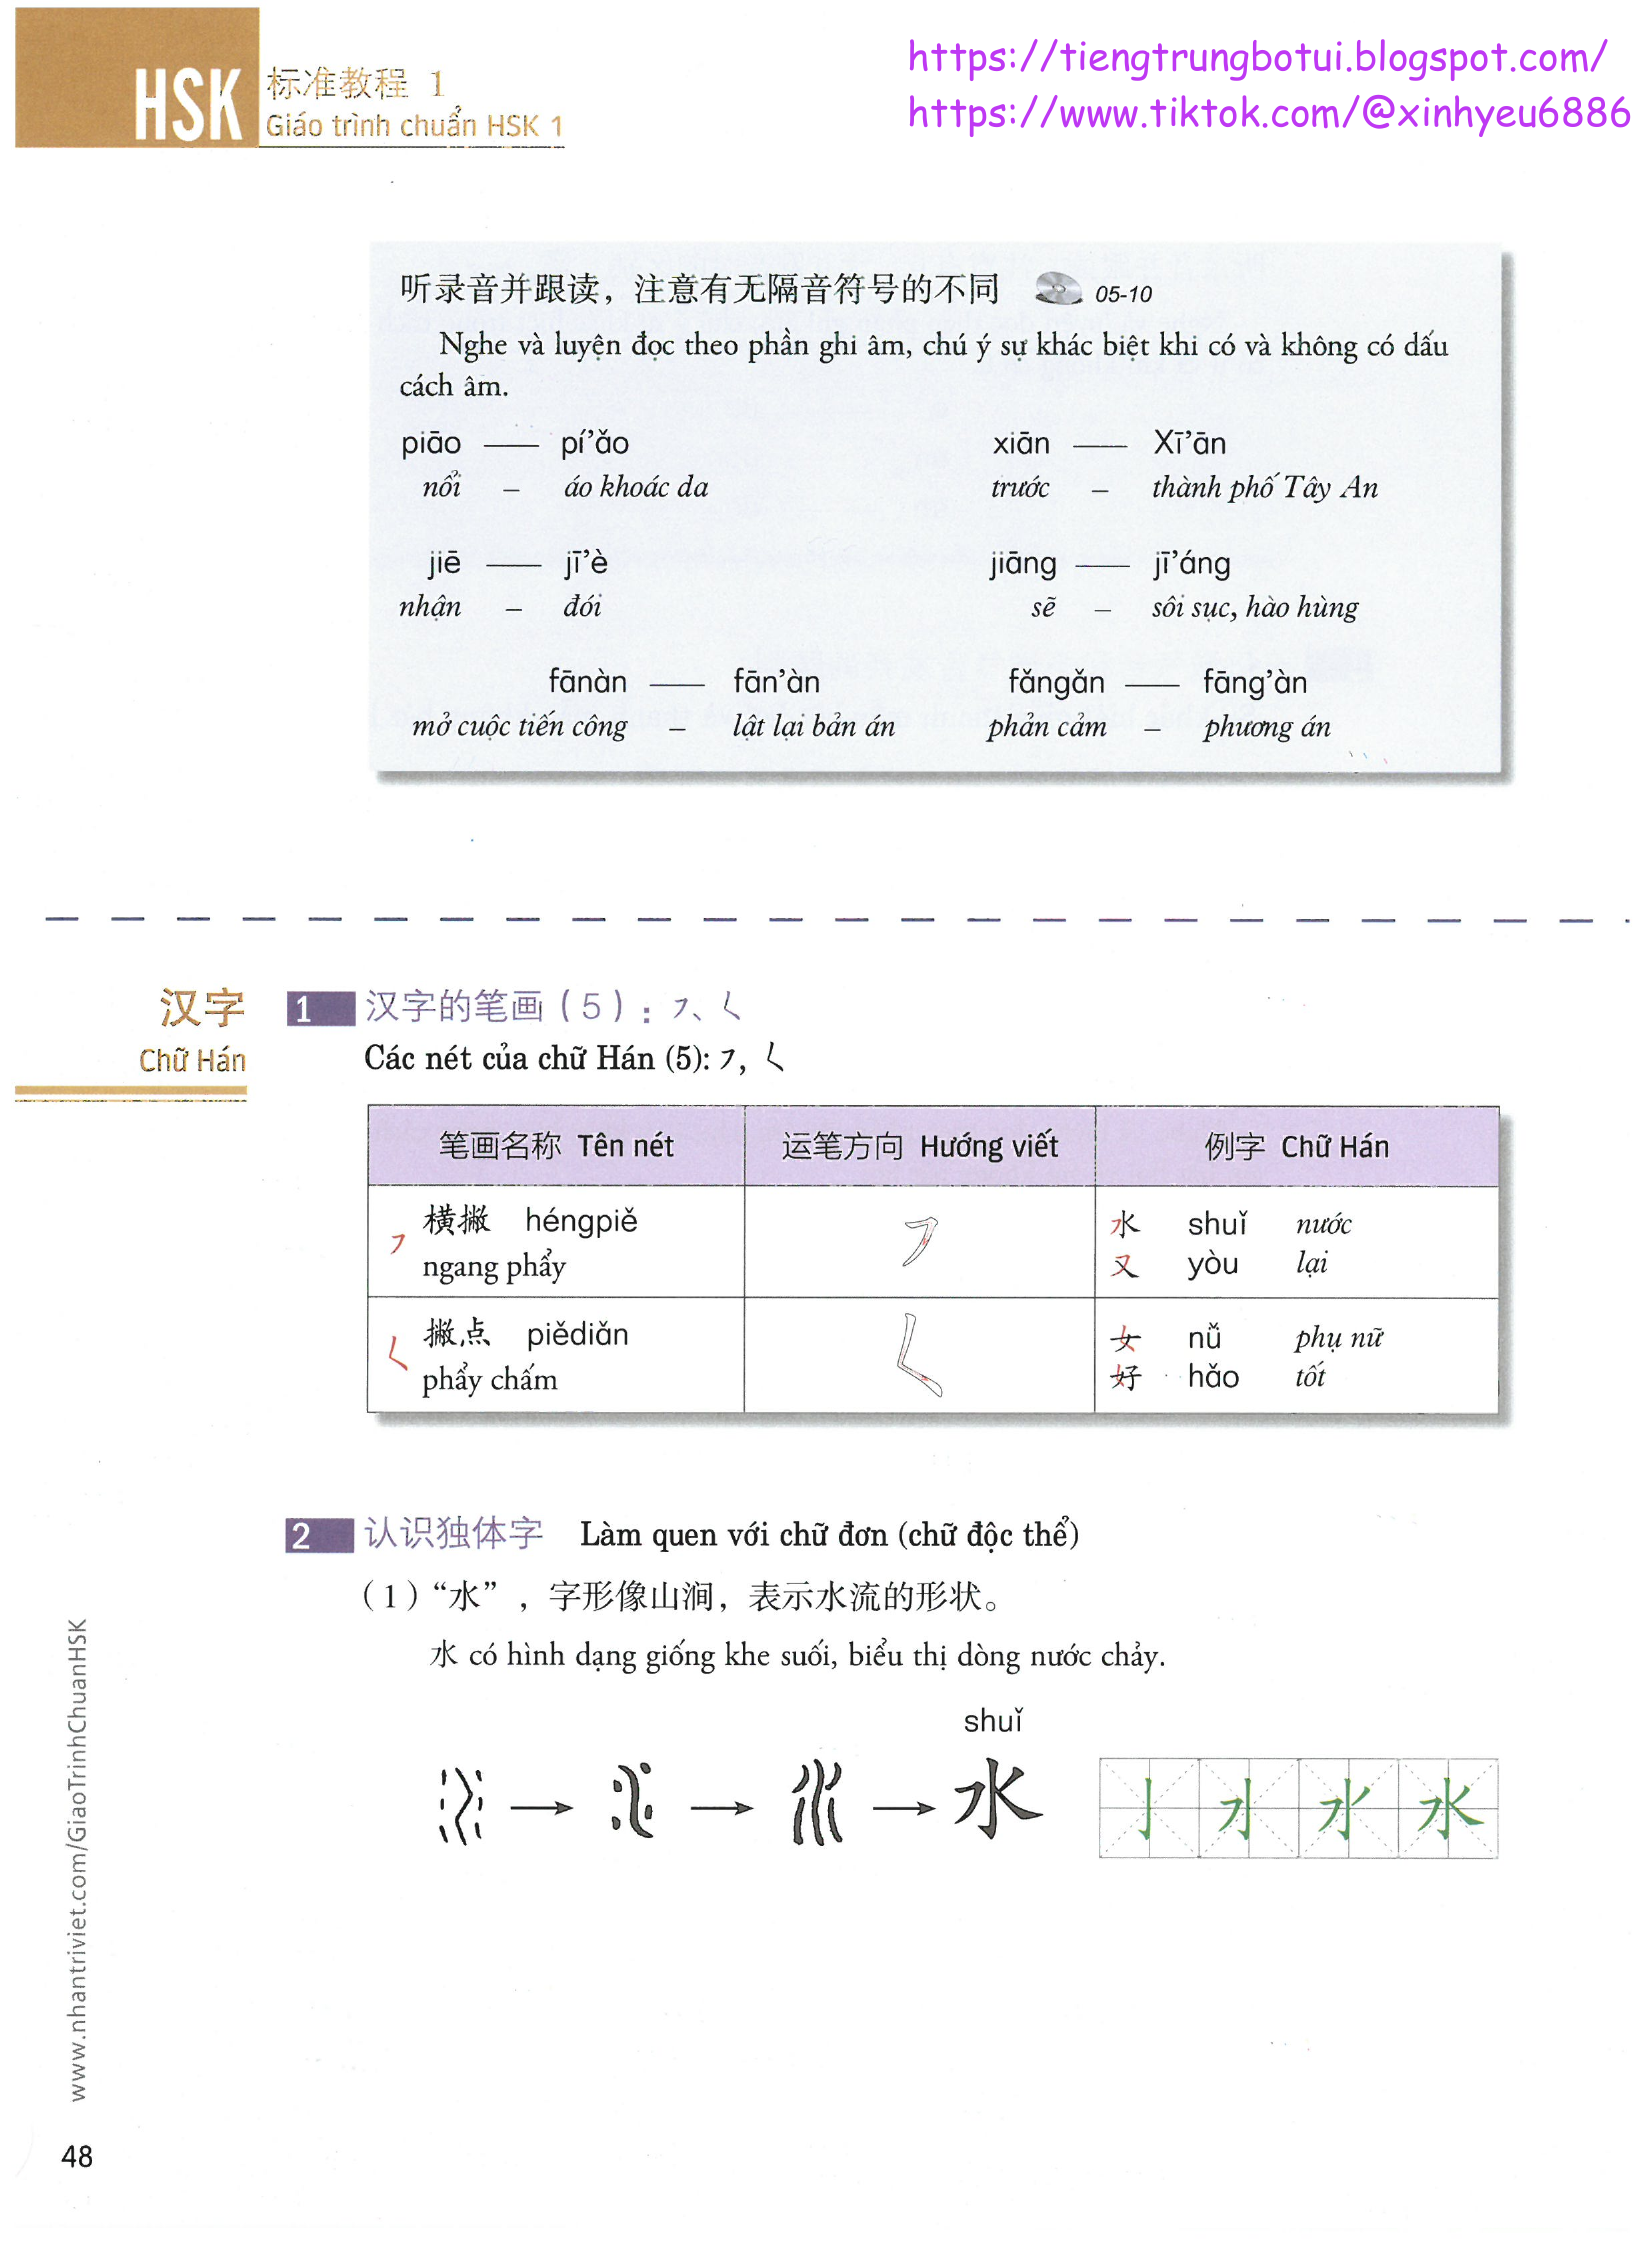 https://tiengtrungbotui.blogspot.com/
https://www.tiktok.com/@xinhyeu6886
HSK 标准教程 1
Giáo trình chuẩn HSK 1
听录音并跟读，注意有无隔音符号的不同 05-10
Nghe và luyện đọc theo phần ghi âm, chú ý sự khác biệt khi có và không có dấu
cách âm.
piāo —— pí’ǎo xiān —— Xī’ān
nổi – áo khoác da trước – thành phố Tây An
jiē —— jī’è jiāng —— jī’áng
nhận – đói sẽ – sôi sục, hào hùng
fānàn —— fān’àn fǎngǎn —— fāng’àn
mở cuộc tiến công – lật lại bản án phản cảm – phương án
汉字
Chữ Hán
1 汉字的笔画（5）：㇇、㇛
Các nét của chữ Hán (5): ㇇, ㇛
笔画名称 Tên nét 运笔方向 Hướng viết 例字 Chữ Hán
㇇ 横撇 héngpiě
ngang phẩy
水 shuǐ nước
又 yòu lại
㇛ 撇点 piědiǎn
phẩy chấm
女 nǚ phụ nữ
好 hǎo tốt
2 认识独体字 Làm quen với chữ đơn (chữ độc thể)
（1）“水”，字形像山涧，表示水流的形状。
水 có hình dạng giống khe suối, biểu thị dòng nước chảy.
shuǐ
水
水
www.nhantriviet.com/GiaoTrinhChuanHSK
48